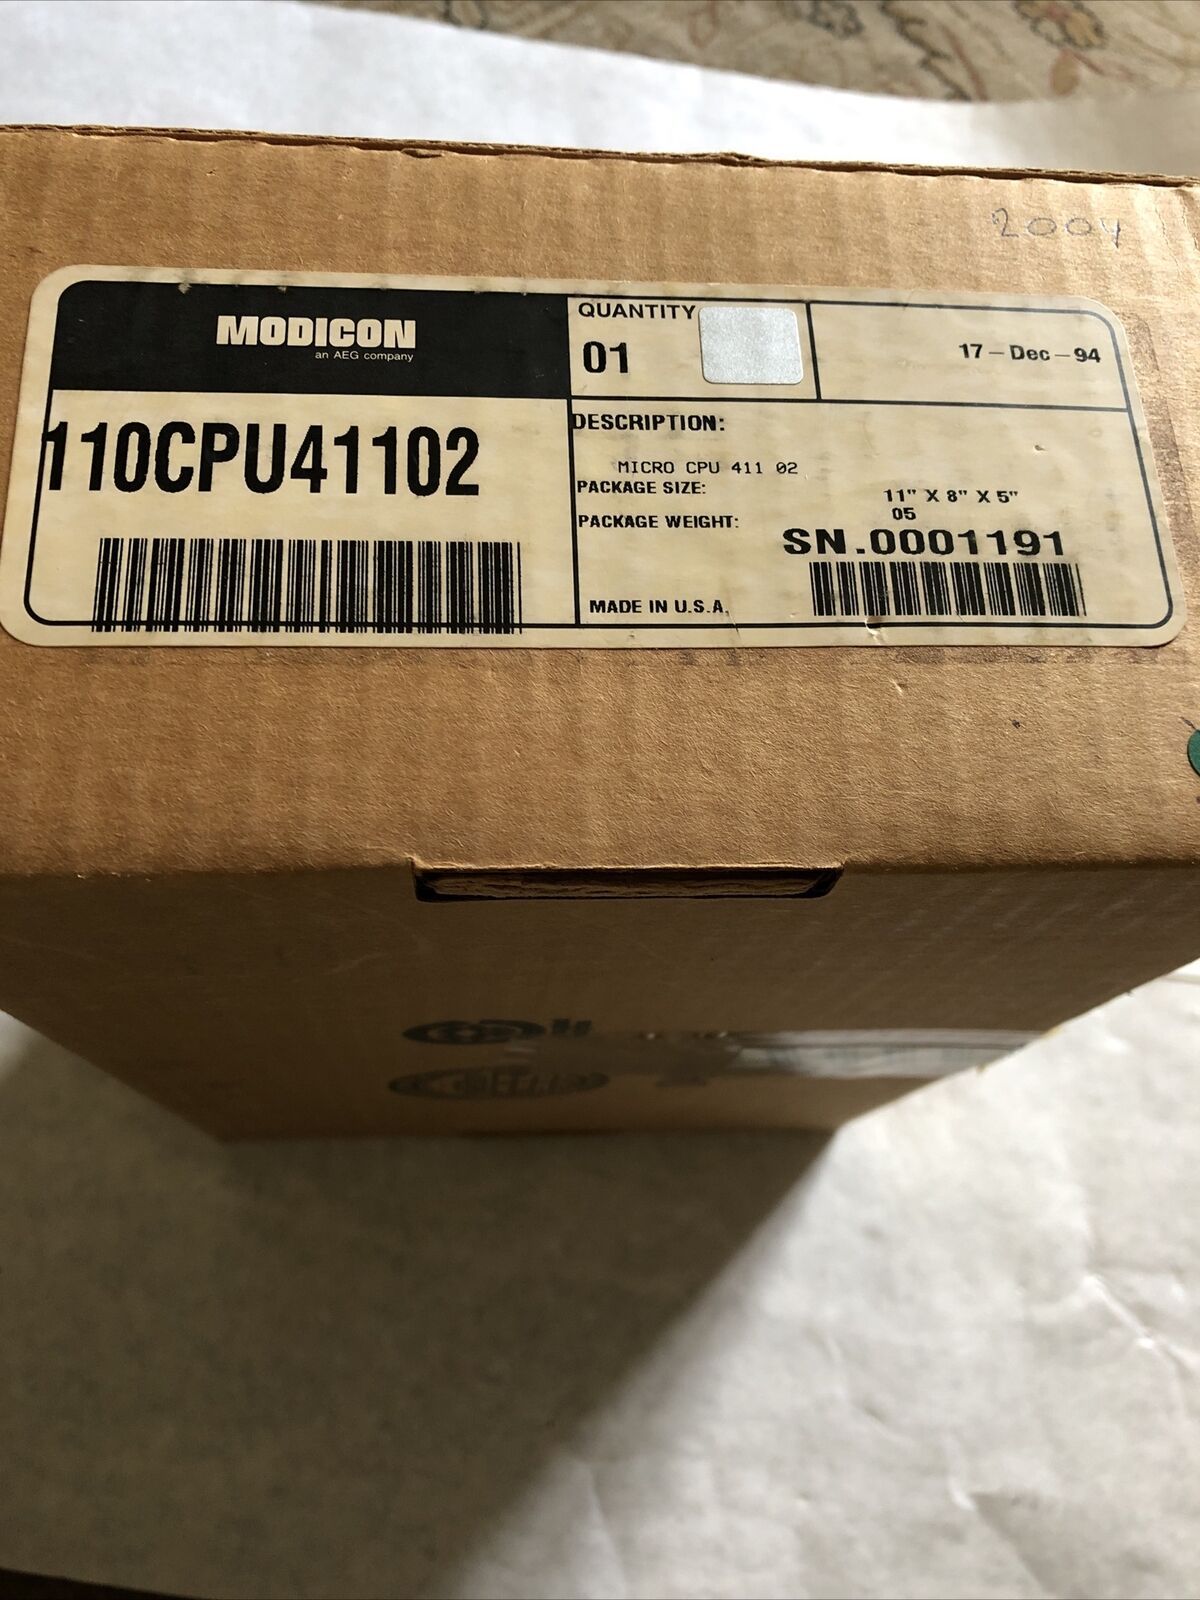 2004
MODICON
an AEG company
QUANTITY
01
17-Dec-94
110CPU41102
DESCRIPTION:
MICRO CPU 411 02
PACKAGE SIZE:
11" X 8" X 5"
05
PACKAGE WEIGHT:
SN.0001191
MADE IN U.S.A.